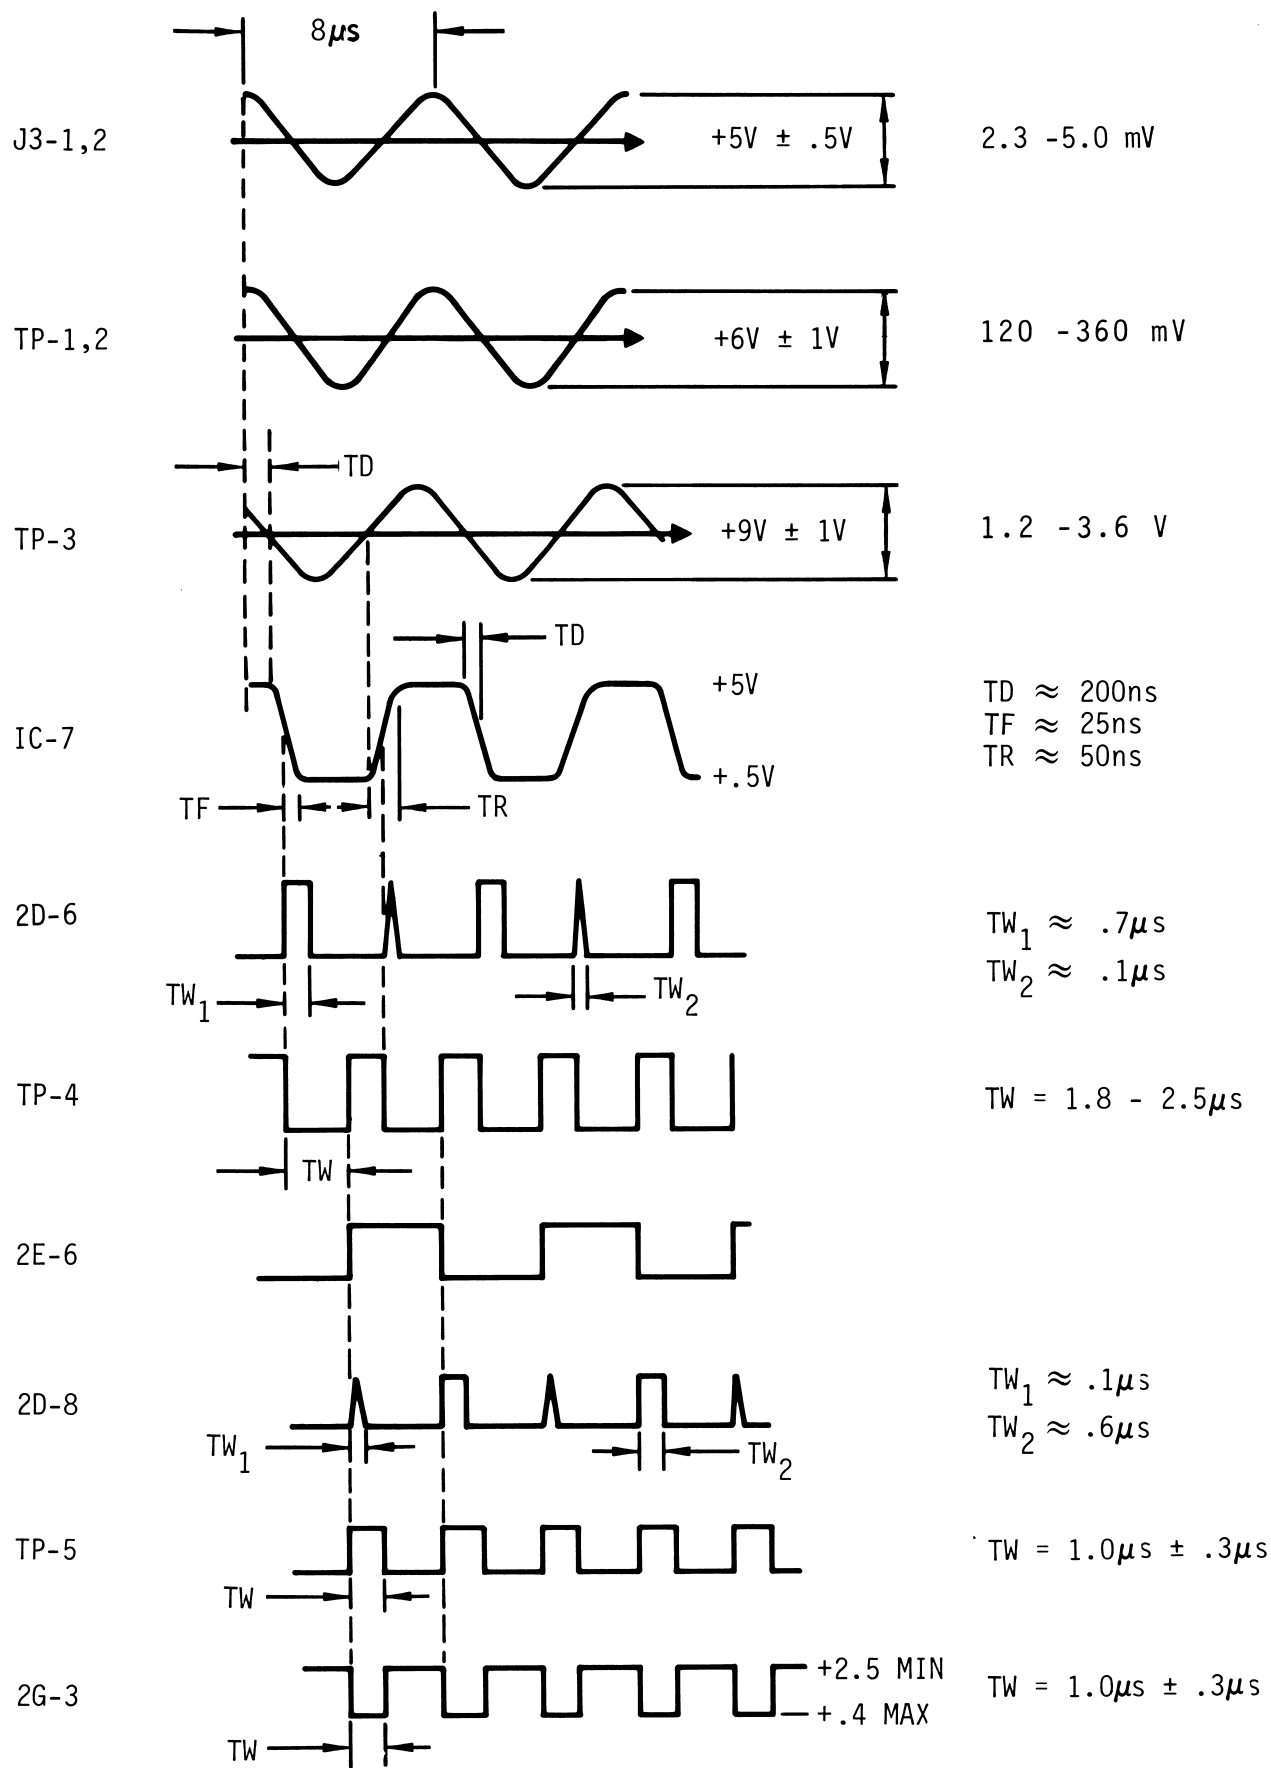 8μs
J3-1,2
+5V ± .5V
2.3 -5.0 mV
TP-1,2
+6V ± 1V
120 -360 mV
TD
TP-3
+9V ± 1V
1.2 -3.6 V
TD
IC-7
+5V
+.5V
TD ≈ 200ns
TF ≈ 25ns
TR ≈ 50ns
TF
TR
2D-6
TW1 ≈ .7μs
TW2 ≈ .1μs
TW1
TW2
TP-4
TW = 1.8 - 2.5μs
TW
2E-6
2D-8
TW1 ≈ .1μs
TW2 ≈ .6μs
TW1
TW2
TP-5
TW = 1.0μs ± .3μs
TW
2G-3
+2.5 MIN
+.4 MAX
TW = 1.0μs ± .3μs
TW